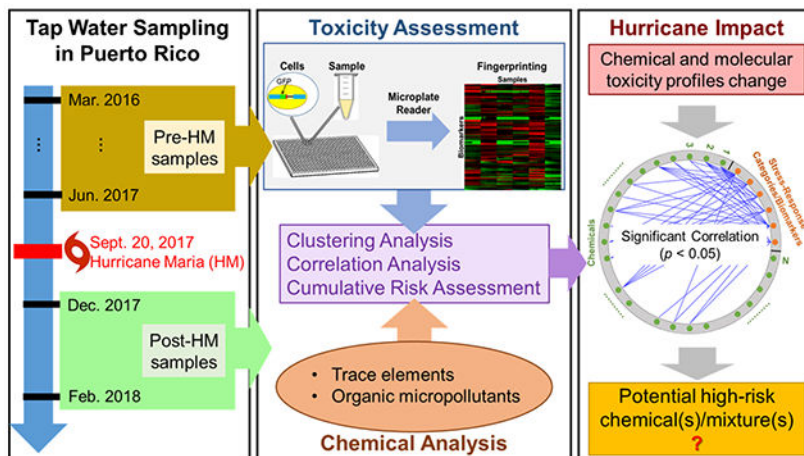 Tap Water Sampling
in Puerto Rico
Mar. 2016
⋮
⋮
Pre-HM
samples
Jun. 2017
Sept. 20, 2017
Hurricane Maria (HM)
Dec. 2017
Post-HM
samples
Feb. 2018
Toxicity Assessment
Cells
Sample
GFP
Microplate
Reader
Fingerprinting
Samples
Biomarkers
Clustering Analysis
Correlation Analysis
Cumulative Risk Assessment
• Trace elements
• Organic micropollutants
Chemical Analysis
Hurricane Impact
Chemical and molecular
toxicity profiles change
3
2
1
Stress-Response
Categories/Biomarkers
Chemicals
Significant Correlation
(p < 0.05)
N
Potential high-risk
chemical(s)/mixture(s)
?